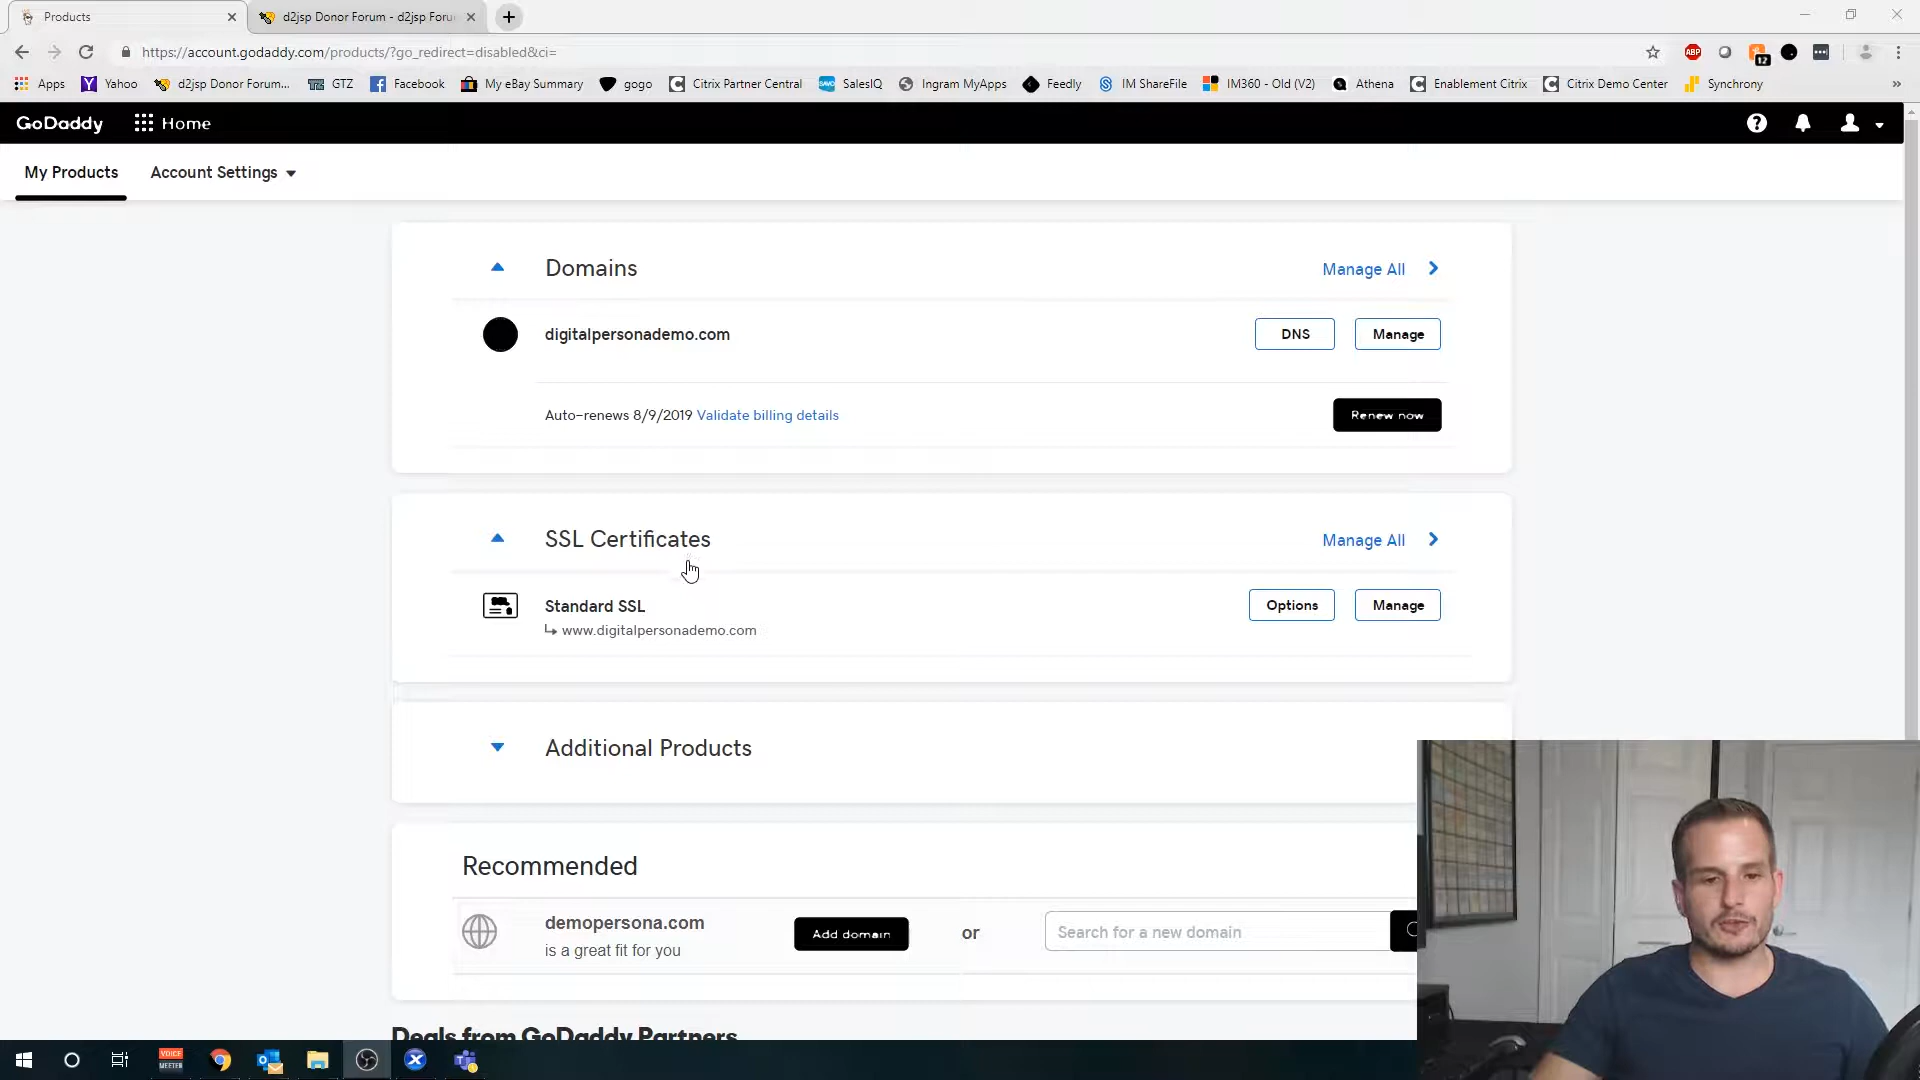 Products
d2jsp Donor Forum - d2jsp Foru
https://account.godaddy.com/products/?go_redirect=disabled&ci=
ABP
12
Apps
Yahoo
d2jsp Donor Forum...
GTZ
Facebook
My eBay Summary
gogo
Citrix Partner Central
SalesIQ
Ingram MyApps
Feedly
IM ShareFile
IM360 - Old (V2)
Athena
Enablement Citrix
Citrix Demo Center
Synchrony
»
GoDaddy
Home
My Products
Account Settings
Domains
Manage All
digitalpersonademo.com
DNS
Manage
Auto-renews 8/9/2019 Validate billing details
Renew now
SSL Certificates
Manage All
Standard SSL
Options
Manage
www.digitalpersonademo.com
Additional Products
Recommended
demopersona.com
is a great fit for you
Add domain
or
Search for a new domain
Deals from GoDaddy Partners
VOICE
MEETER